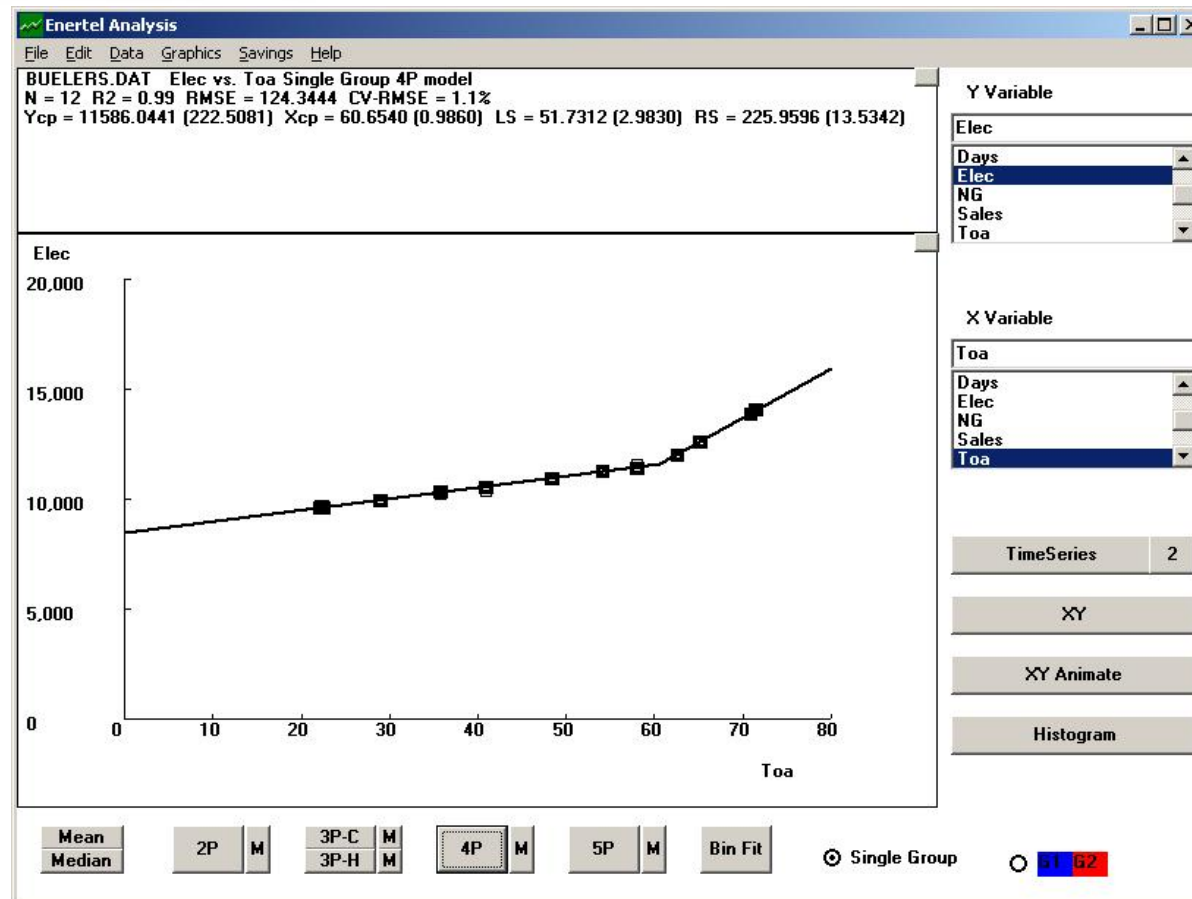 Enertel Analysis
File Edit Data Graphics Savings Help
BUELERS.DAT Elec vs. Toa Single Group 4P model
N = 12 R2 = 0.99 RMSE = 124.3444 CV-RMSE = 1.1%
Ycp = 11586.0441 (222.5081) Xcp = 60.6540 (0.9860) LS = 51.7312 (2.9830) RS = 225.9596 (13.5342)
Elec
20,000
15,000
10,000
5,000
0
0 10 20 30 40 50 60 70 80
Toa
Y Variable
Elec
Days
Elec
NG
Sales
Toa
X Variable
Toa
Days
Elec
NG
Sales
Toa
TimeSeries 2
XY
XY Animate
Histogram
Mean
Median
2P M
3P-C M
3P-H M
4P M
5P M
Bin Fit
Single Group
G1 G2